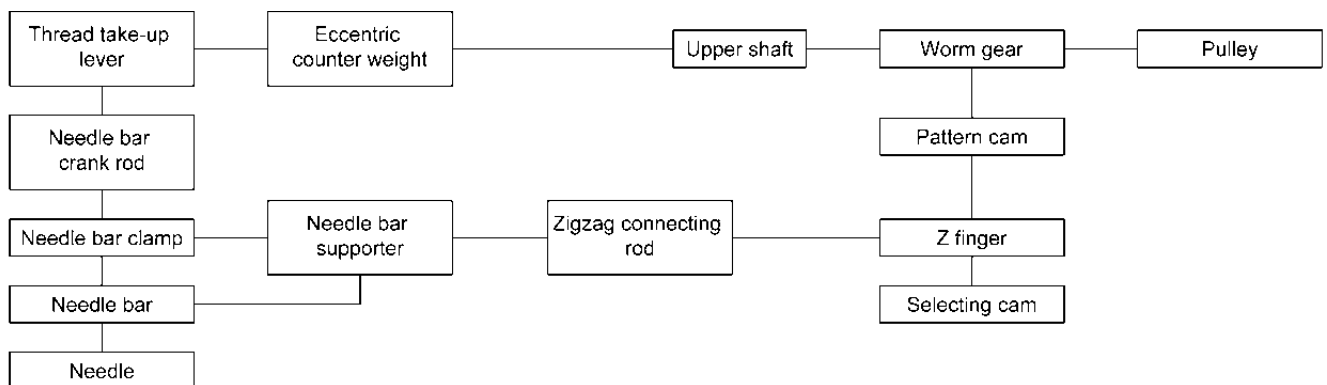 Thread take-up
lever
Eccentric
counter weight
Upper shaft
Worm gear
Pulley
Needle bar
crank rod
Pattern cam
Needle bar clamp
Needle bar
supporter
Zigzag connecting
rod
Z finger
Needle bar
Selecting cam
Needle